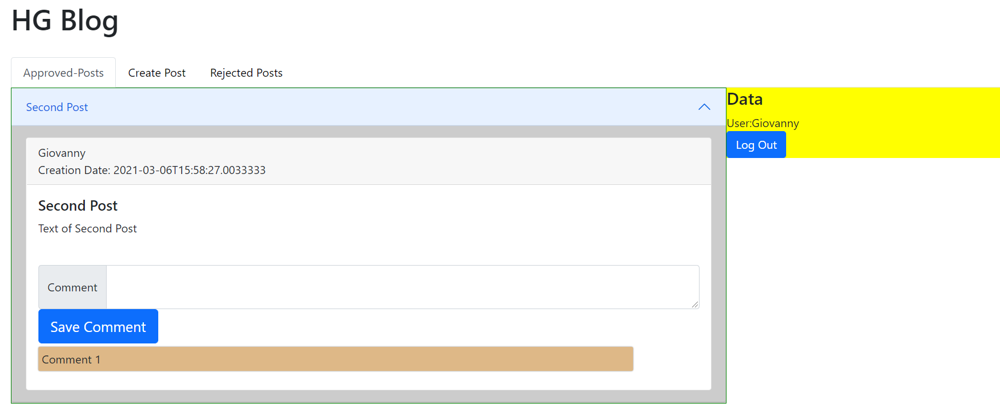 HG Blog
Approved-Posts
Create Post
Rejected Posts
Second Post
Giovanny
Creation Date: 2021-03-06T15:58:27.0033333
Second Post
Text of Second Post
Comment
Save Comment
Comment 1
Data
User:Giovanny
Log Out